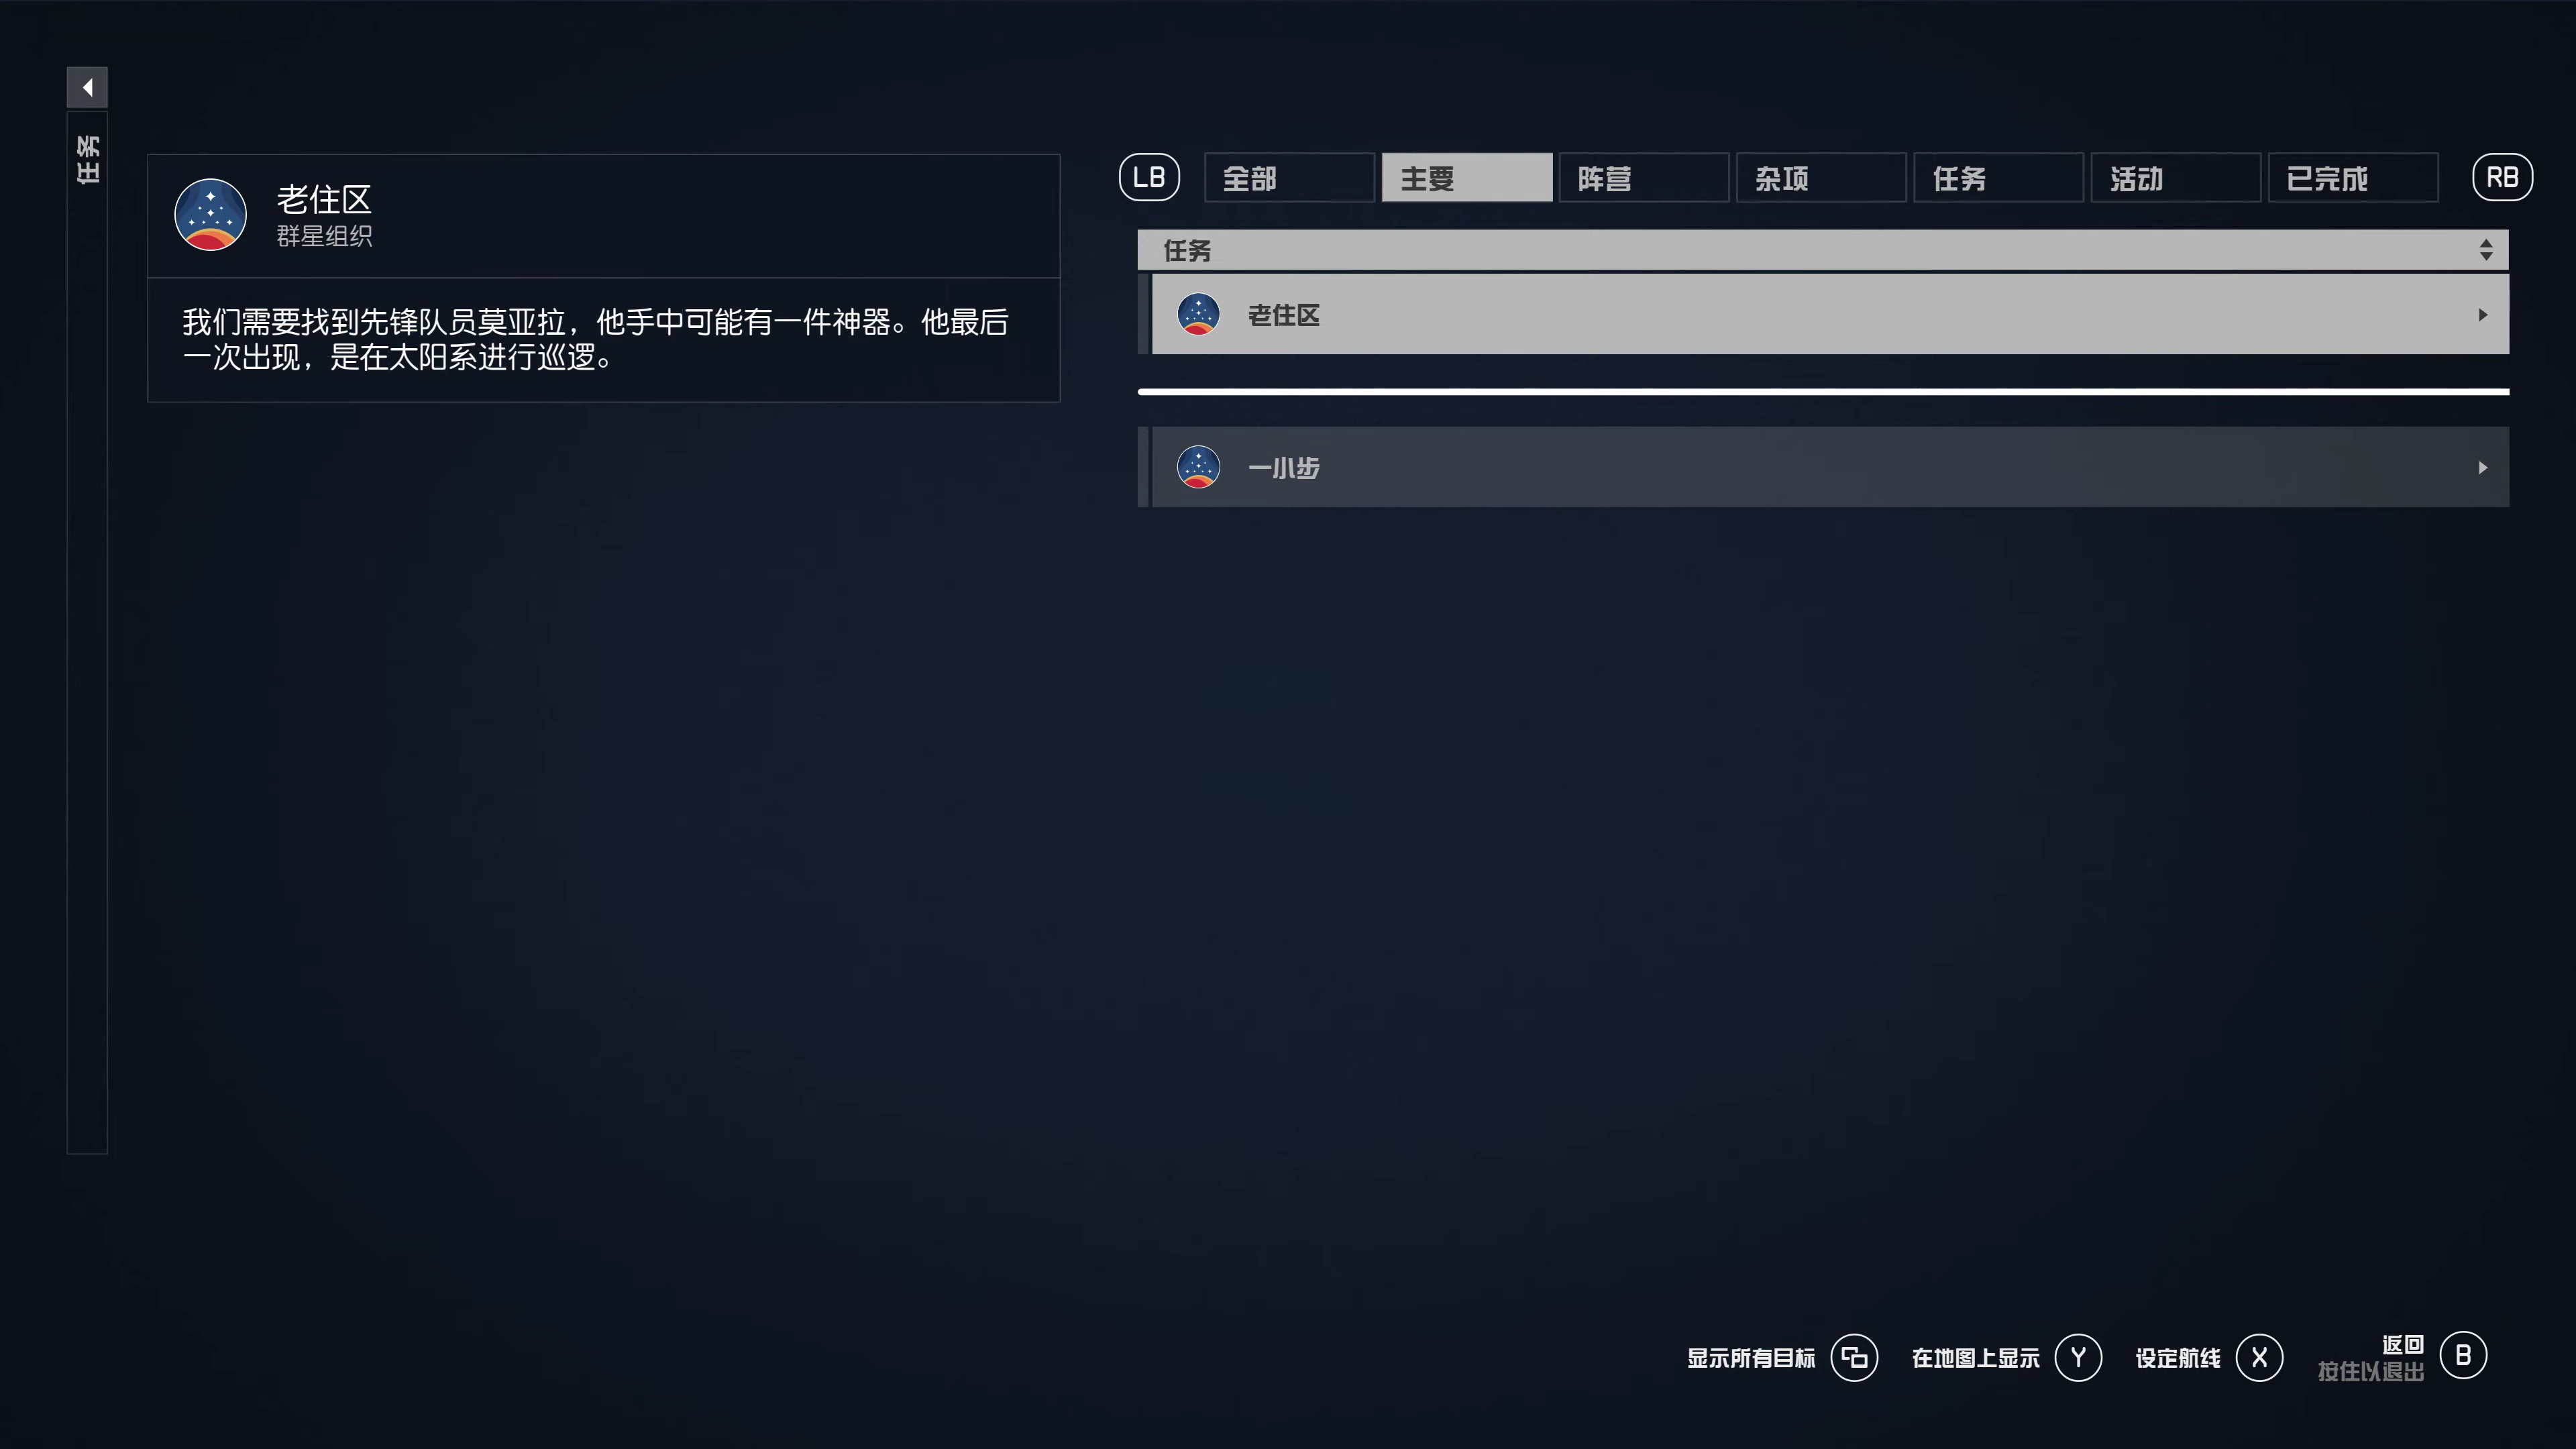 任务
老住区
群星组织
我们需要找到先锋队员莫亚拉，他手中可能有一件神器。他最后
一次出现，是在太阳系进行巡逻。
LB 全部 主要 阵营 杂项 任务 活动 已完成 RB
任务
老住区
一小步
显示所有目标 在地图上显示 Y 设定航线 X 返回 B
按住以退出